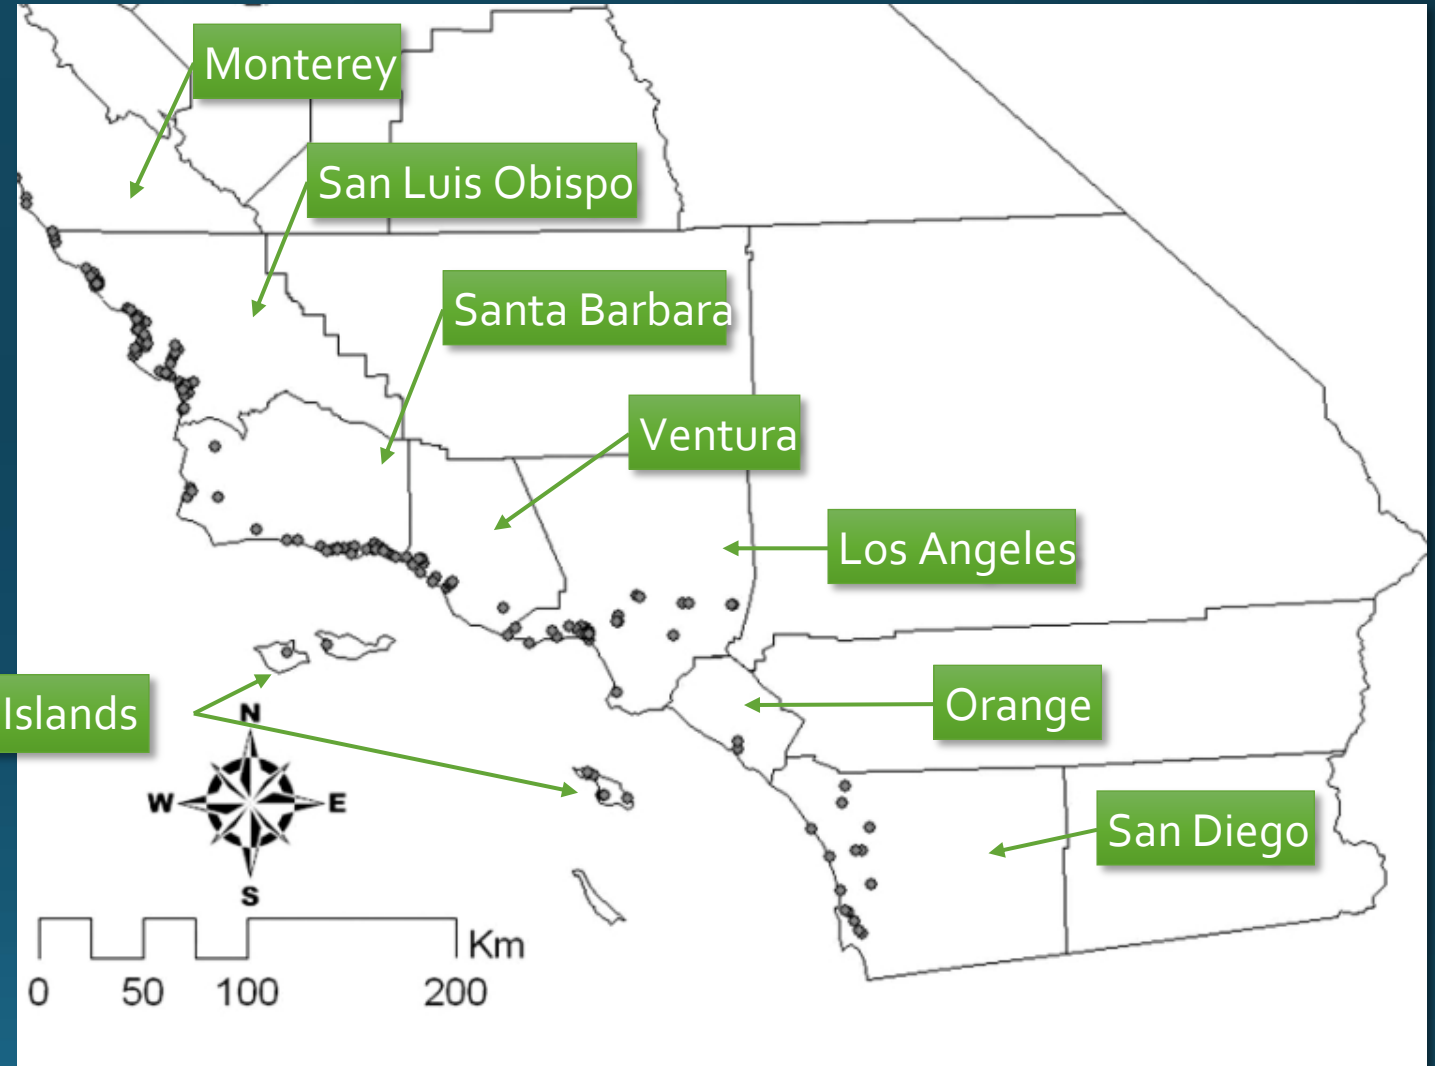 Monterey
San Luis Obispo
Santa Barbara
Ventura
Los Angeles
Islands
Orange
San Diego
N
W
E
S
Km
0 50 100 200